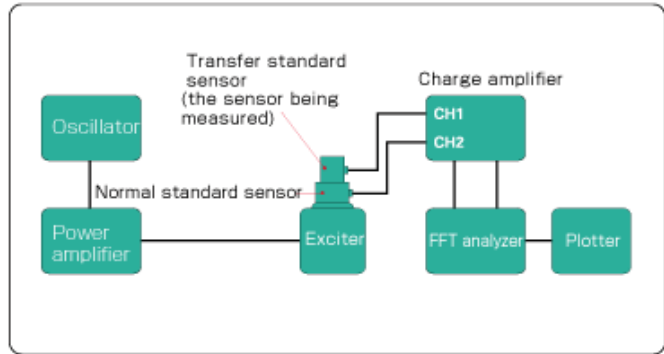 Transfer standard
sensor
(the sensor being
measured)
Charge amplifier
Oscillator
CH1
CH2
Normal standard sensor
Power
amplifier
Exciter
FFT analyzer
Plotter